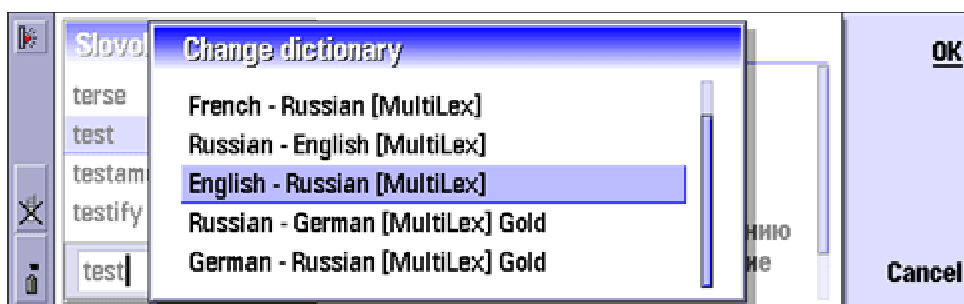 Change dictionary
French - Russian [MultiLex]
Russian - English [MultiLex]
English - Russian [MultiLex]
Russian - German [MultiLex] Gold
German - Russian [MultiLex] Gold
terse
test
testify
test
OK
Cancel